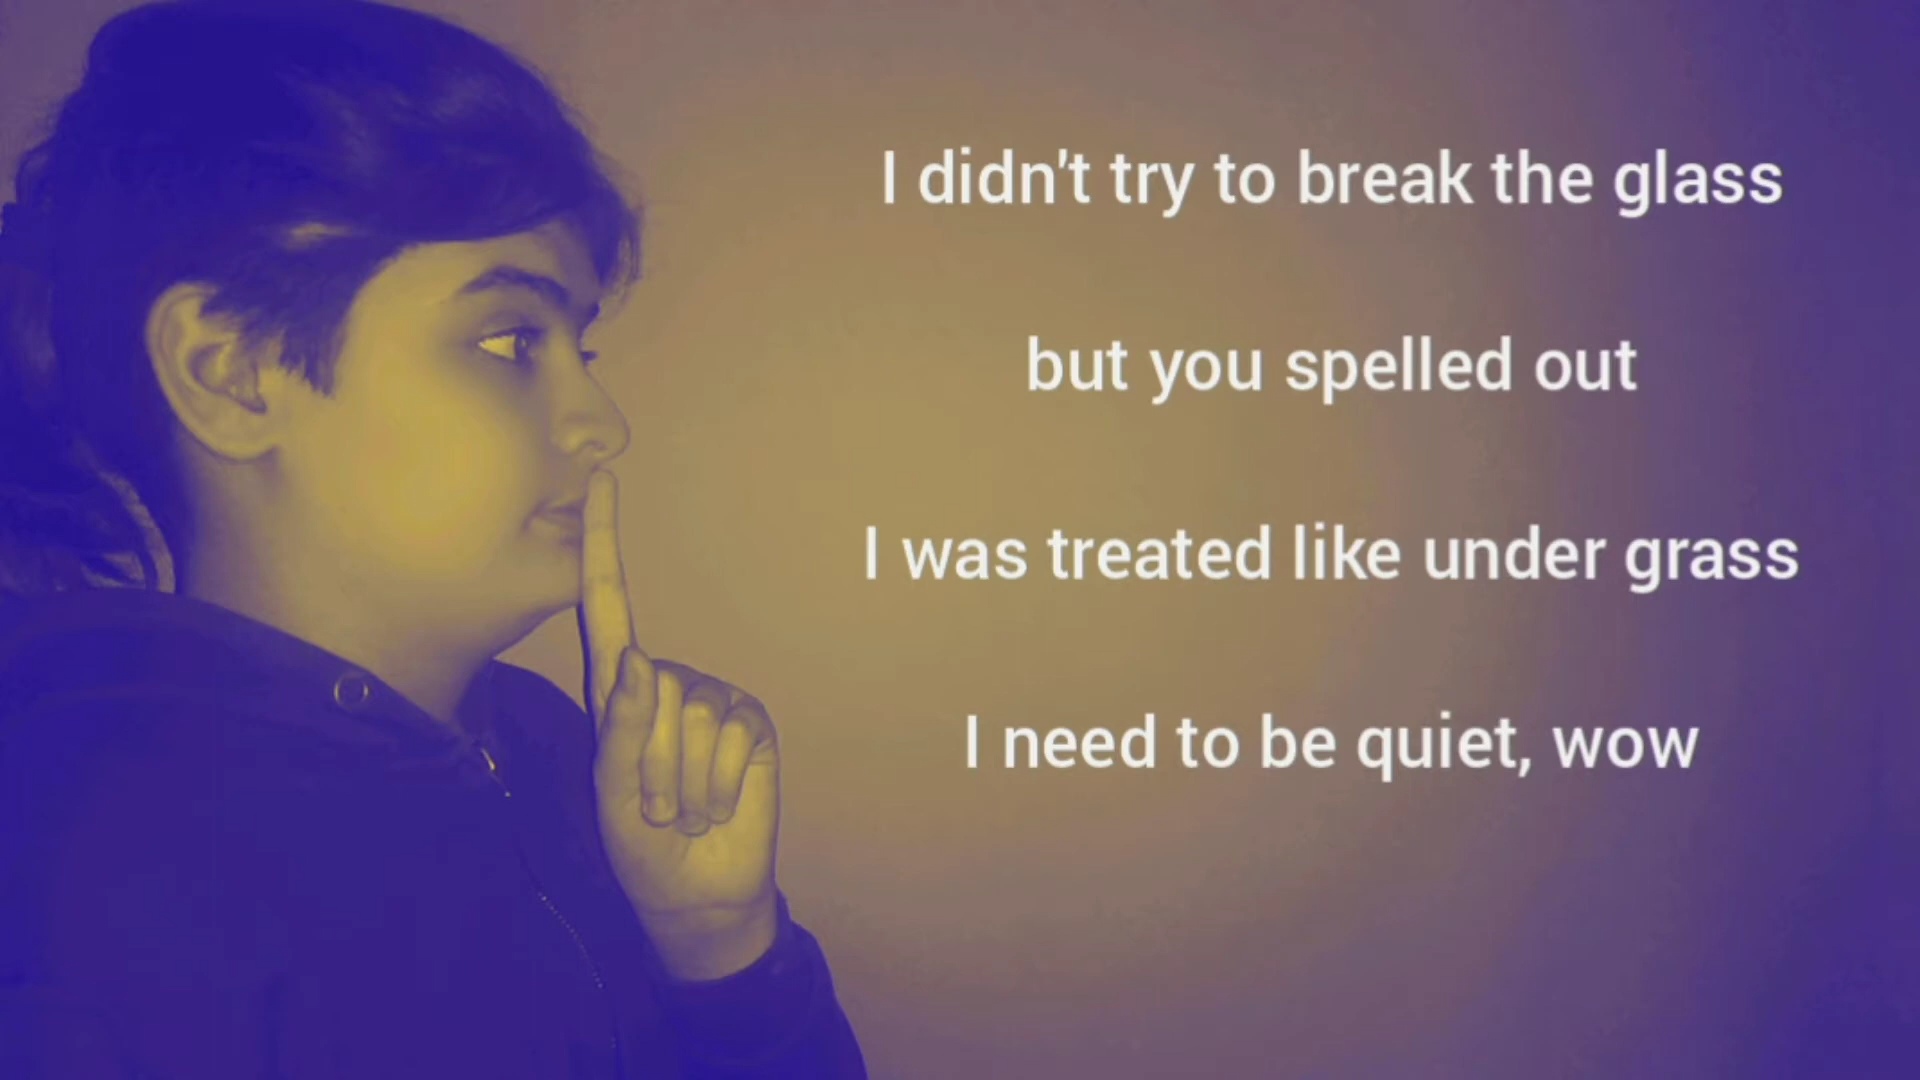 I didn't try to break the glass
but you spelled out
I was treated like under grass
I need to be quiet, wow